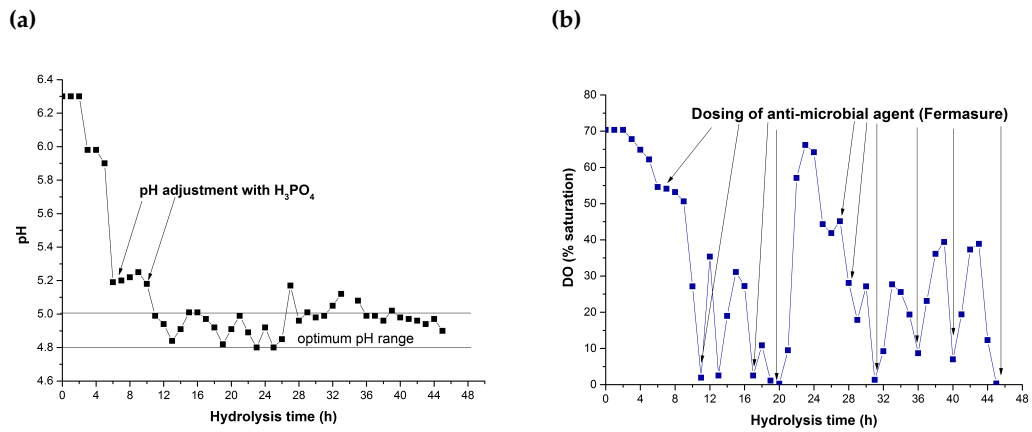 (a)
6.4
6.2
6.0
5.8
5.6
5.4
5.2
5.0
4.8
4.6
pH
pH adjustment with H₃PO₄
optimum pH range
0 4 8 12 16 20 24 28 32 36 40 44 48
Hydrolysis time (h)
(b)
80
70
60
50
40
30
20
10
0
DO (% saturation)
Dosing of anti-microbial agent (Fermasure)
0 4 8 12 16 20 24 28 32 36 40 44 48
Hydrolysis time (h)